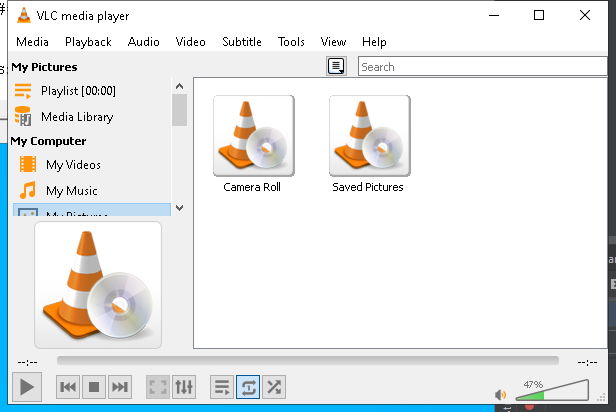 VLC media player
Media Playback Audio Video Subtitle Tools View Help
My Pictures
Search
Playlist [00:00]
Media Library
My Computer
My Videos
My Music
My Pictures
Camera Roll
Saved Pictures
--:--
--:--
47%